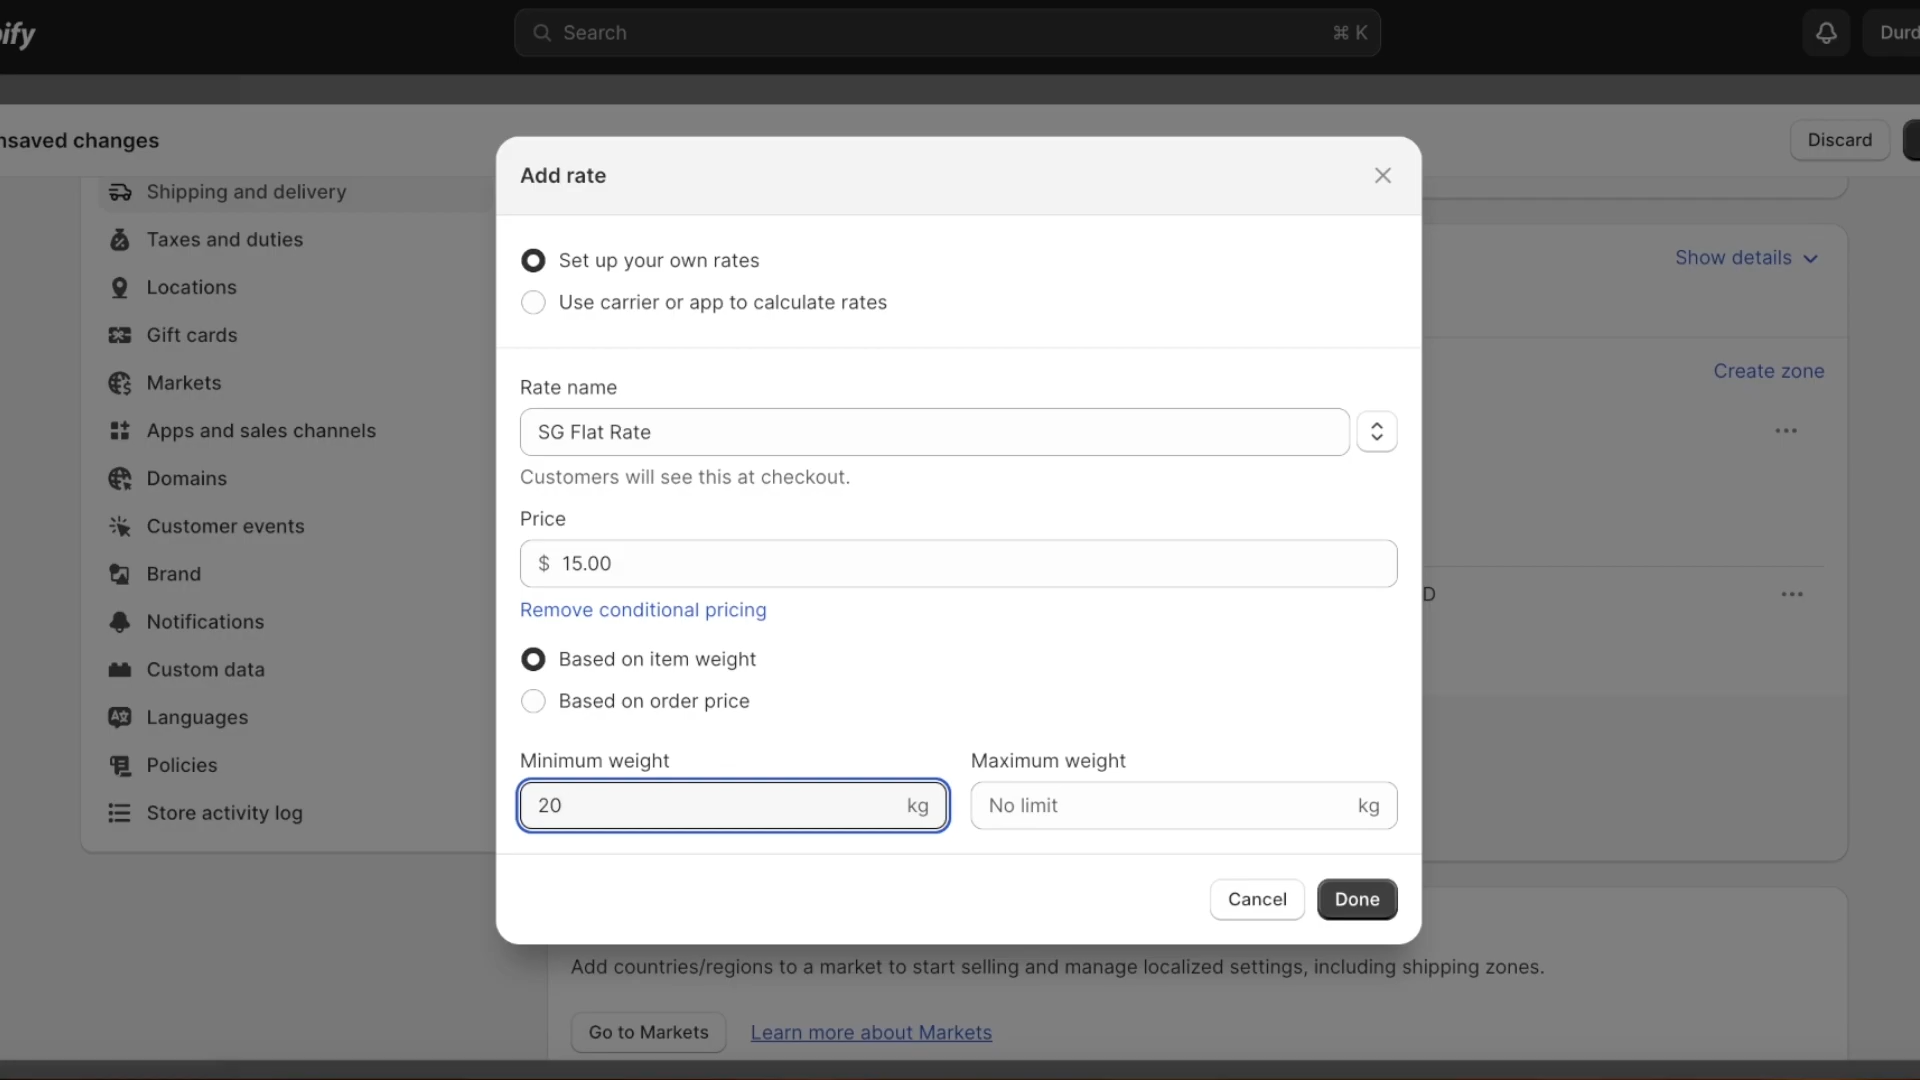 ify
Search
⌘ K
Durd
nsaved changes
Discard
Shipping and delivery
Taxes and duties
Locations
Gift cards
Markets
Apps and sales channels
Domains
Customer events
Brand
Notifications
Custom data
Languages
Policies
Store activity log
Add rate
Set up your own rates
Use carrier or app to calculate rates
Rate name
SG Flat Rate
Customers will see this at checkout.
Price
$ 15.00
Remove conditional pricing
Based on item weight
Based on order price
Minimum weight Maximum weight
20 kg No limit kg
Cancel Done
Show details
Create zone
D
Add countries/regions to a market to start selling and manage localized settings, including shipping zones.
Go to Markets Learn more about Markets